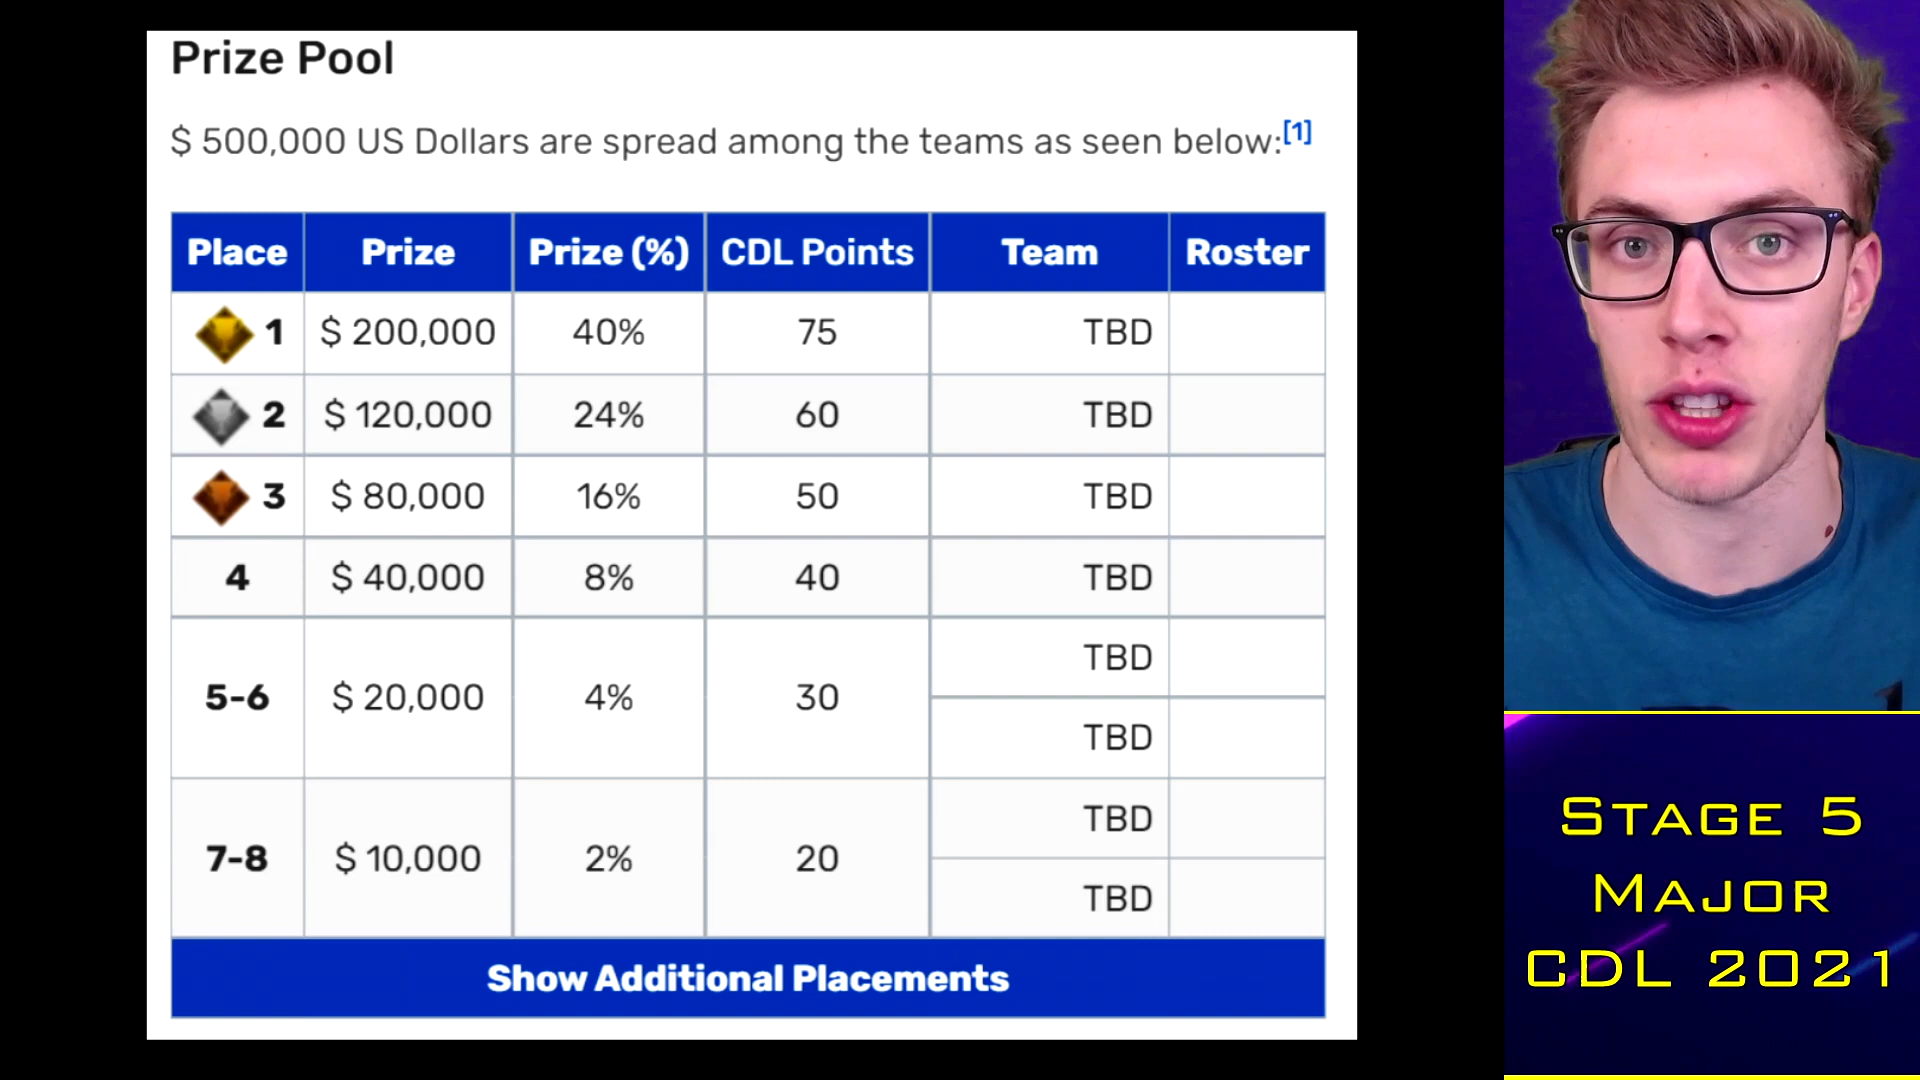 Prize Pool
$ 500,000 US Dollars are spread among the teams as seen below:[1]
Place Prize Prize (%) CDL Points Team Roster
1 $ 200,000 40% 75 TBD
2 $ 120,000 24% 60 TBD
3 $ 80,000 16% 50 TBD
4 $ 40,000 8% 40 TBD
5-6 $ 20,000 4% 30 TBD
TBD
7-8 $ 10,000 2% 20 TBD
TBD
Show Additional Placements
Stage 5
Major
CDL 2021